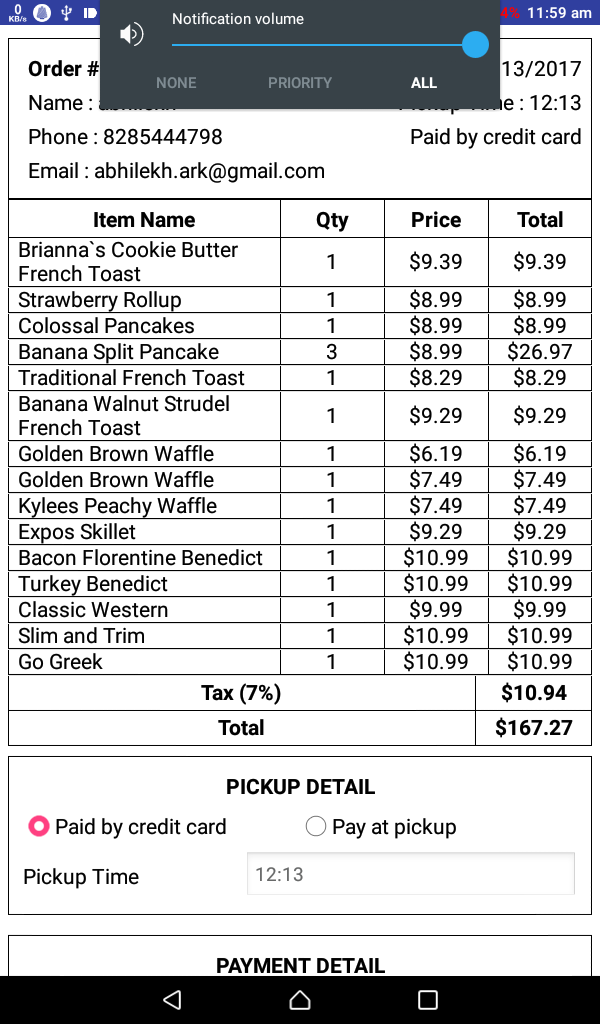 0
KB/s
4% 11:59 am
Notification volume
NONE PRIORITY ALL
Order # 13/2017
Name : Time : 12:13
Phone : 8285444798 Paid by credit card
Email : abhilekh.ark@gmail.com
Item Name Qty Price Total
Brianna`s Cookie Butter
French Toast 1 $9.39 $9.39
Strawberry Rollup 1 $8.99 $8.99
Colossal Pancakes 1 $8.99 $8.99
Banana Split Pancake 3 $8.99 $26.97
Traditional French Toast 1 $8.29 $8.29
Banana Walnut Strudel
French Toast 1 $9.29 $9.29
Golden Brown Waffle 1 $6.19 $6.19
Golden Brown Waffle 1 $7.49 $7.49
Kylees Peachy Waffle 1 $7.49 $7.49
Expos Skillet 1 $9.29 $9.29
Bacon Florentine Benedict 1 $10.99 $10.99
Turkey Benedict 1 $10.99 $10.99
Classic Western 1 $9.99 $9.99
Slim and Trim 1 $10.99 $10.99
Go Greek 1 $10.99 $10.99
Tax (7%) $10.94
Total $167.27
PICKUP DETAIL
Paid by credit card Pay at pickup
Pickup Time 12:13
PAYMENT DETAIL